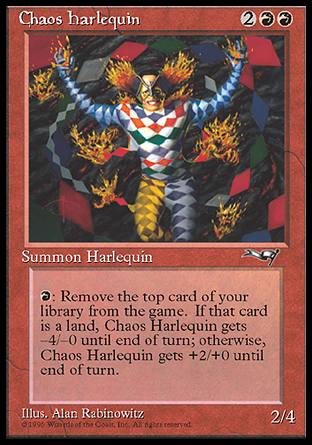 Chaos Harlequin 2
Summon Harlequin
: Remove the top card of your
library from the game. If that
card is a land, Chaos Harlequin gets
–4/–0 until end of turn; otherwise,
Chaos Harlequin gets +2/+0 until
end of turn.
Illus. Alan Rabinowitz
©1996 Wizards of the Coast, Inc. All rights reserved.
2/4